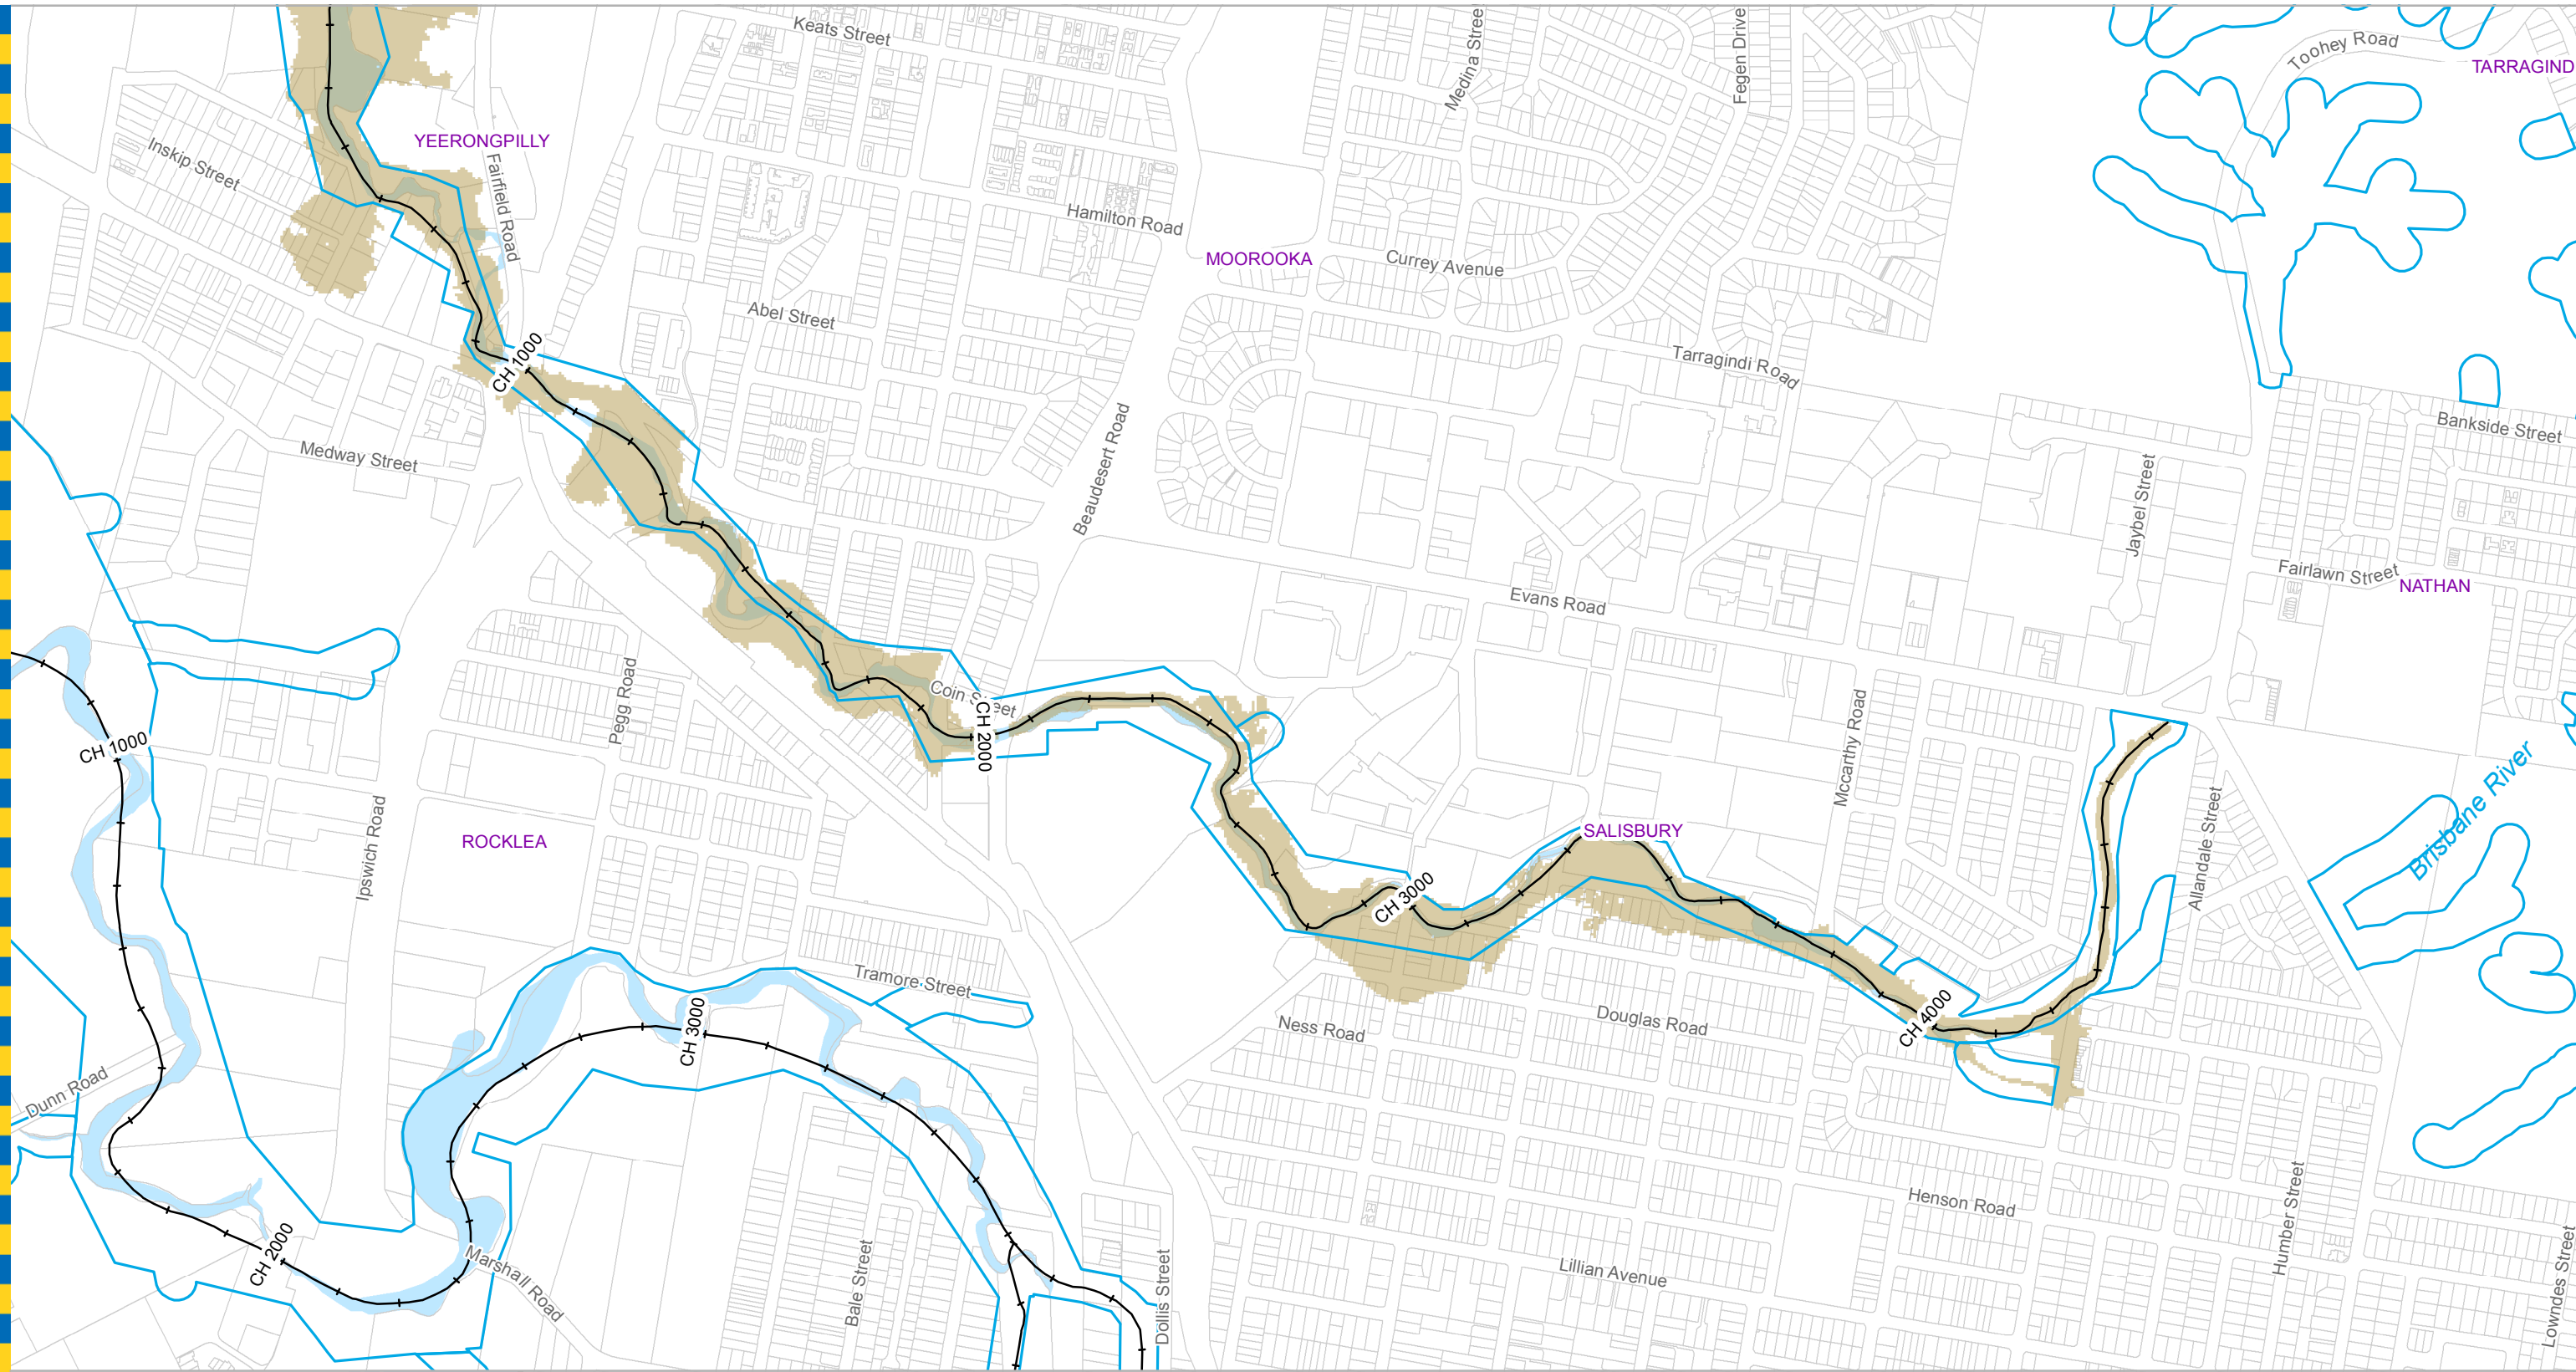 Keats Street
Medina Stree
Fegen Drive
Toohey Road
TARRAGIND
YEERONGPILLY
Inskip Street
Fairfield Road
Hamilton Road
MOOROOKA
Currey Avenue
Abel Street
CH 1000
Tarragindi Road
Bankside Street
Medway Street
Beaudesert Road
Jaybel Street
Fairlawn Street
NATHAN
Evans Road
Pegg Road
Coin Street
CH 2000
CH 1000
Mccarthy Road
Brisbane River
Ipswich Road
ROCKLEA
SALISBURY
Allandale Street
CH 3000
Tramore Street
Ness Road
Douglas Road
CH 4000
CH 3000
Dunn Road
Henson Road
Humber Street
CH 2000
Marshall Road
Bale Street
Dollis Street
Lillian Avenue
Lowndes Street